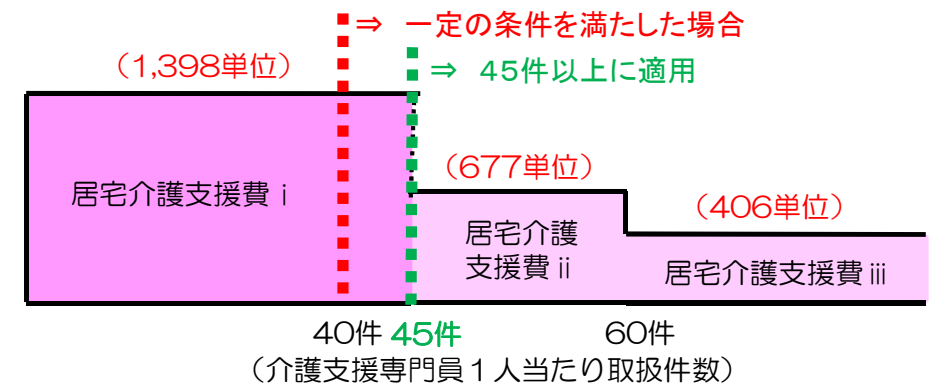 ⇒ 一定の条件を満たした場合
(1,398単位)
⇒ 45件以上に適用
居宅介護支援費ⅰ
(677単位)
居宅介護
支援費ⅱ
(406単位)
居宅介護支援費ⅲ
40件 45件 60件
(介護支援専門員1人当たり取扱件数)